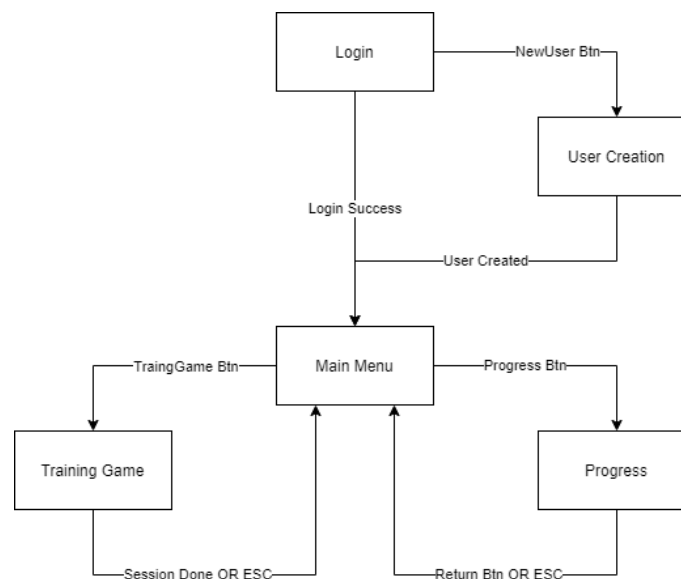 Login
NewUser Btn
User Creation
Login Success
User Created
TraingGame Btn
Main Menu
Progress Btn
Training Game
Progress
Session Done OR ESC
Return Btn OR ESC